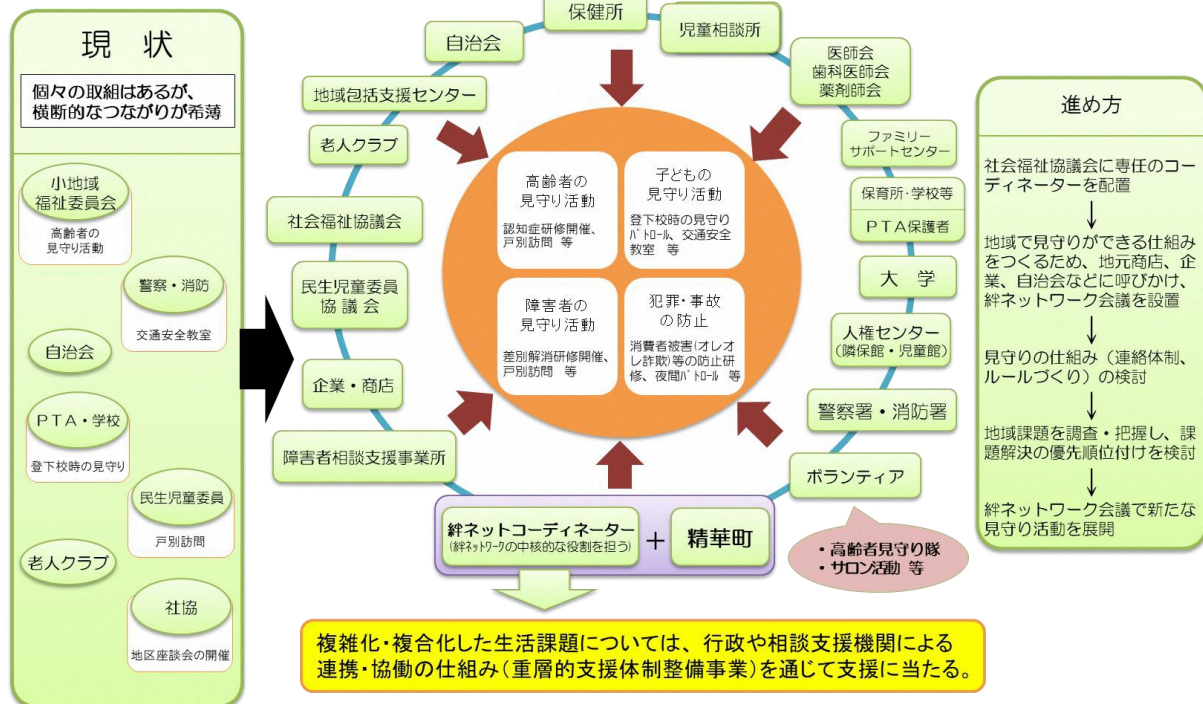 現 状
個々の取組はあるが、
横断的なつながりが希薄
小地域
福祉委員会
高齢者の
見守り活動
警察・消防
交通安全教室
自治会
PTA・学校
登下校時の見守り
民生児童委員
戸別訪問
老人クラブ
社協
地区座談会の開催
保健所
自治会
地域包括支援センター
老人クラブ
社会福祉協議会
民生児童委員
協議会
企業・商店
障害者相談支援事業所
児童相談所
医師会
歯科医師会
薬剤師会
ファミリー
サポートセンター
保育所・学校等
PTA保護者
大 学
人権センター
(隣保館・児童館)
警察署・消防署
ボランティア
・高齢者見守り隊
・サロン活動 等
高齢者の
見守り活動
認知症研修開催、
戸別訪問 等
子どもの
見守り活動
登下校時の見守り
パトロール、交通安全
教室 等
障害者の
見守り活動
差別解消研修開催、
戸別訪問 等
犯罪・事故
の防止
消費者被害(オレオ
レ詐欺)等の防止研
修、夜間パトロール 等
絆ネットコーディネーター
(絆ネットワークの中核的な役割を担う)
+
精華町
複雑化・複合化した生活課題については、行政や相談支援機関による
連携・協働の仕組み(重層的支援体制整備事業)を通じて支援に当たる。
進め方
社会福祉協議会に専任のコー
ディネーターを配置
地域で見守りができる仕組み
をつくるため、地元商店、企
業、自治会などに呼びかけ、
絆ネットワーク会議を設置
見守りの仕組み(連絡体制、
ルールづくり)の検討
地域課題を調査・把握し、課
題解決の優先順位付けを検討
絆ネットワーク会議で新たな
見守り活動を展開